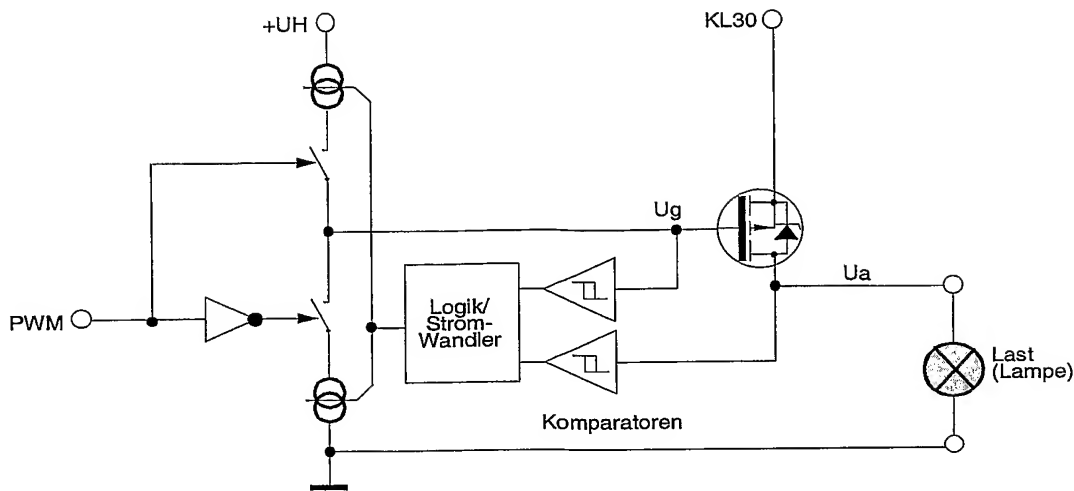 +UH
KL30
Ug
Ua
Logik/
Strom-
Wandler
PWM
Last
(Lampe)
Komparatoren